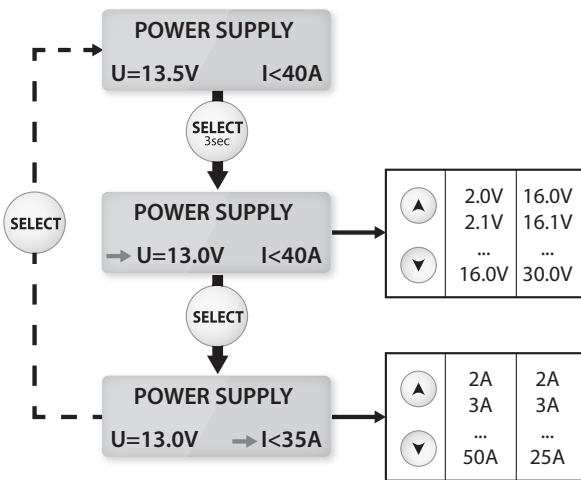 POWER SUPPLY
U=13.5V I<40A
SELECT
3sec
POWER SUPPLY
U=13.0V I<40A
2.0V 16.0V
2.1V 16.1V
... ...
16.0V 30.0V
SELECT
SELECT
POWER SUPPLY
U=13.0V I<35A
2A 2A
3A 3A
... ...
50A 25A